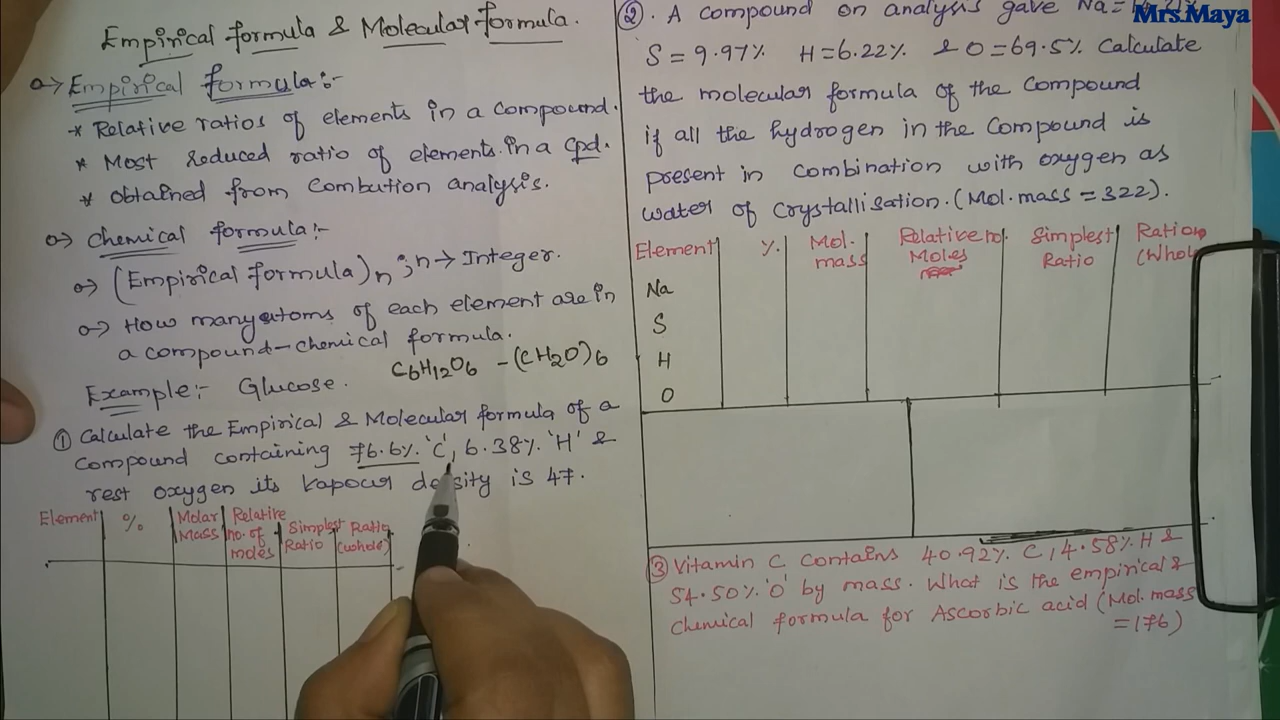 Empirical formula & Molecular formula.
Empirical formula:-
* Relative ratios of elements in a compound.
* Most reduced ratio of elements in a cpd.
* Obtained from Combution analysis.
Chemical formula:-
(Empirical formula)n ; n → Integer.
How many atoms of each element are in
a compound - chemical formula.
Example:- Glucose. C6H12O6 - (CH2O)6
① Calculate the Empirical & Molecular formula of a
Compound containing 76.6% 'C', 6.38% 'H' &
rest oxygen its vapour density is 47.
Element % Molar Mass Relative no. of moles Simplest Ratio Ratio (whole)
Mrs.Maya
② . A compound on analysis gave Na=
S = 9.97% H = 6.22% & O = 69.5% Calculate
the molecular formula of the Compound
if all the hydrogen in the Compound is
present in combination with oxygen as
water of crystallisation. (Mol. mass = 322).
Element % Mol. mass Relative no. Moles Simplest Ratio Ratio (Whole
Na
S
H
O
③ Vitamin C Contains 40.92% C, 4.58% H &
54.50% 'O' by mass. What is the empirical &
Chemical formula for Ascorbic acid (Mol. mass
= 176)